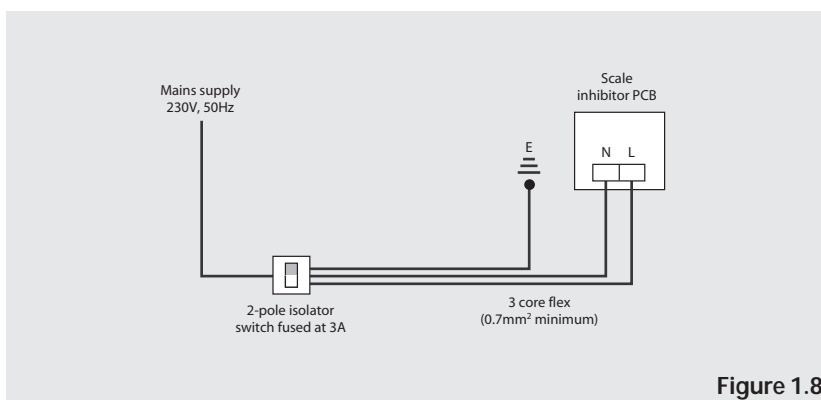 Mains supply
230V, 50Hz
Scale
inhibitor PCB
E
N L
2-pole isolator
switch fused at 3A
3 core flex
(0.7mm² minimum)
Figure 1.8